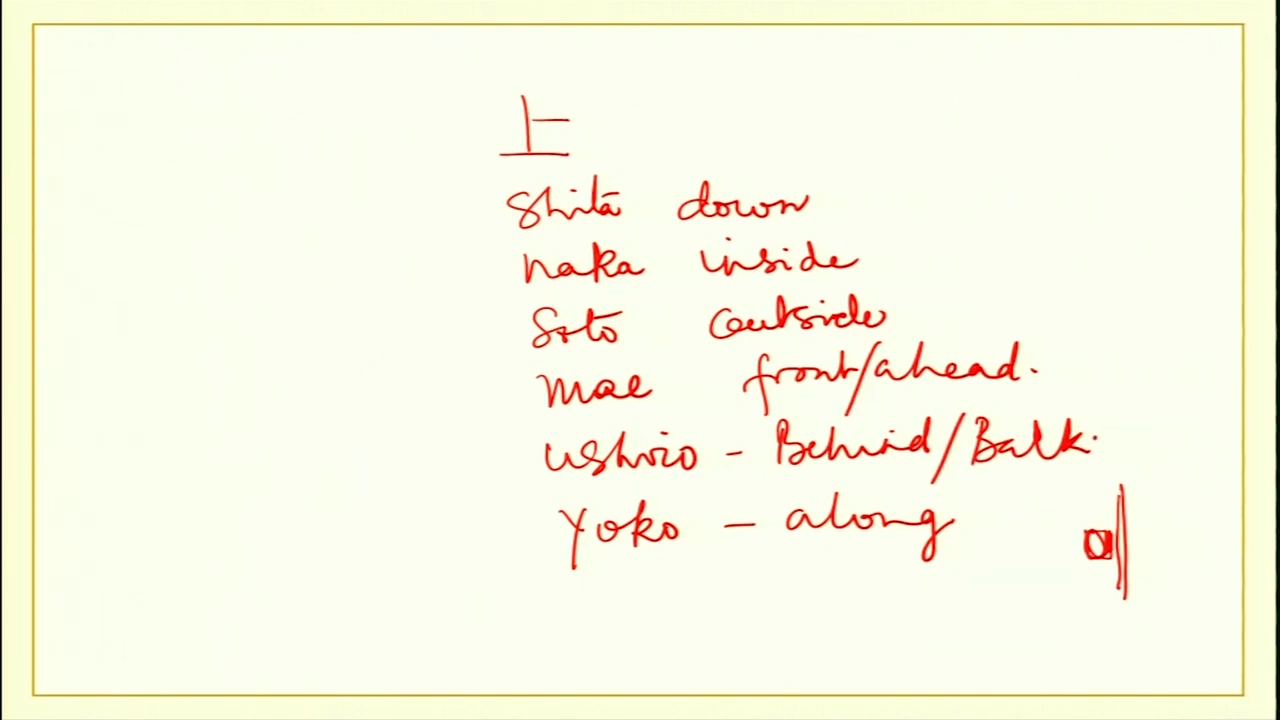 上
Shita down
naka inside
Soto outside
mae front/ahead.
ushiro - Behind/Back.
Yoko - along